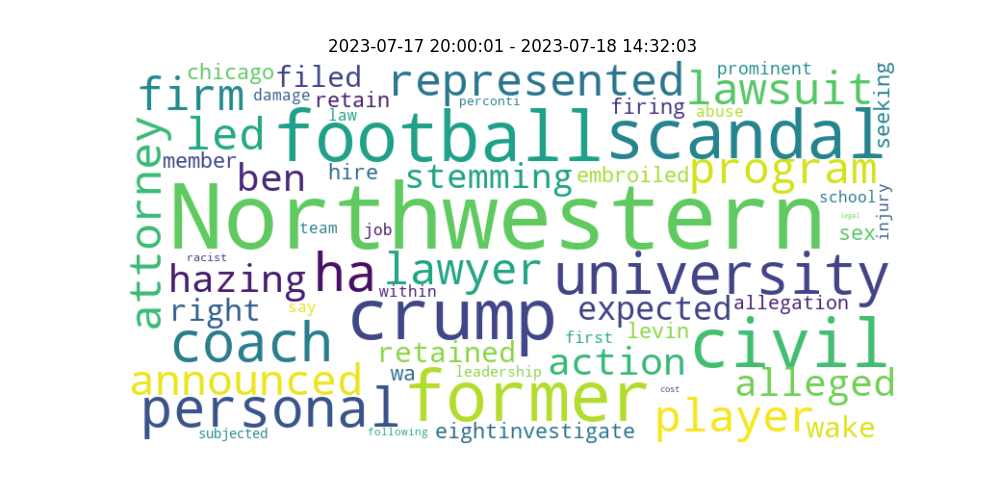 2023-07-17 20:00:01 - 2023-07-18 14:32:03
chicago filed represented prominent lawsuit seeking
firm damage retain perconti firing abuse
led law football scandal
attorney member ben hire stemming embroiled program
Northwestern school injury
team job legal sex
racist hazing ha lawyer university
within
right say crump expected allegation
coach first levin civil
retained action
announced wa leadership alleged
personal former cost player
subjected following eight investigate wake